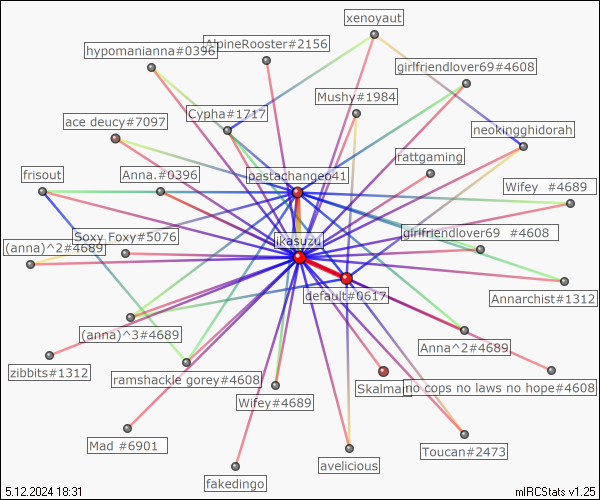 xenoyaut
AlpineRooster#2156
hypomanianna#0396
girlfriendlover69#4608
Mushy#1984
Cypha#1717
ace deucy#7097
neokingghidorah
rattgaming
frisout
Anna.#0396
pastachangeo41
Wifey #4689
Soxy Foxy#5076
girlfriendlover69 #4608
(anna)^2#4689
ikasuzu
default#0617
Annarchist#1312
(anna)^3#4689
Anna^2#4689
zibbits#1312
ramshackle gorey#4608
Skalman
no cops no laws no hope#4608
Wifey#4689
Mad #6901
Toucan#2473
avelicious
fakedingo
5.12.2024 18:31
mIRCStats v1.25